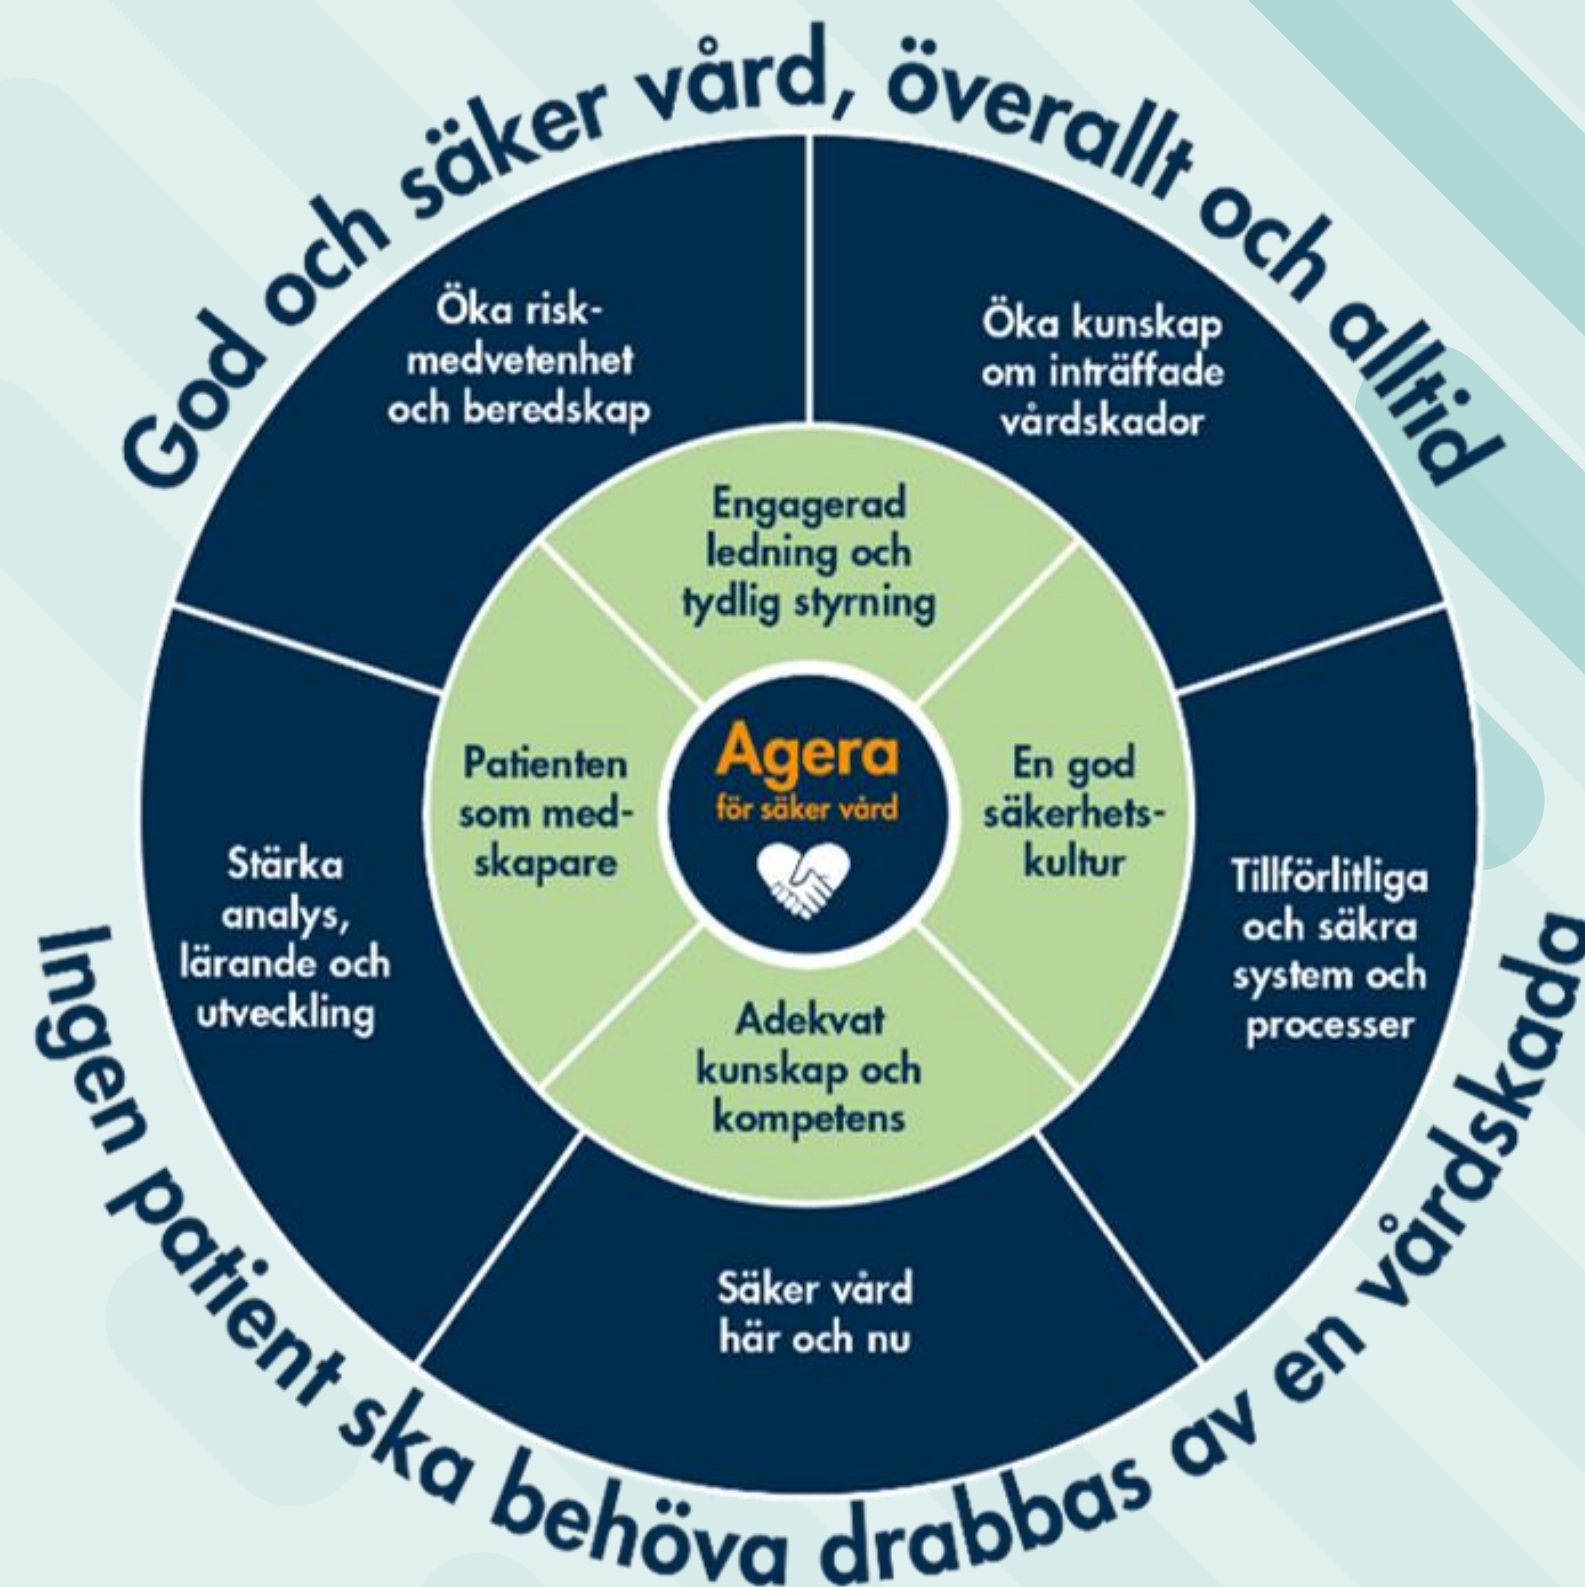 God och säker vård, överallt och alltid
Öka risk-
medvetenhet
och beredskap
Öka kunskap
om inträffade
vårdskador
Engagerad
ledning och
tydlig styrning
Patienten
som med-
skapare
Agera
för säker vård
En god
säkerhets-
kultur
Stärka
analys,
lärande och
utveckling
Tillförlitliga
och säkra
system och
processer
Adekvat
kunskap och
kompetens
Säker vård
här och nu
Ingen patient ska behöva drabbas av en vårdskada